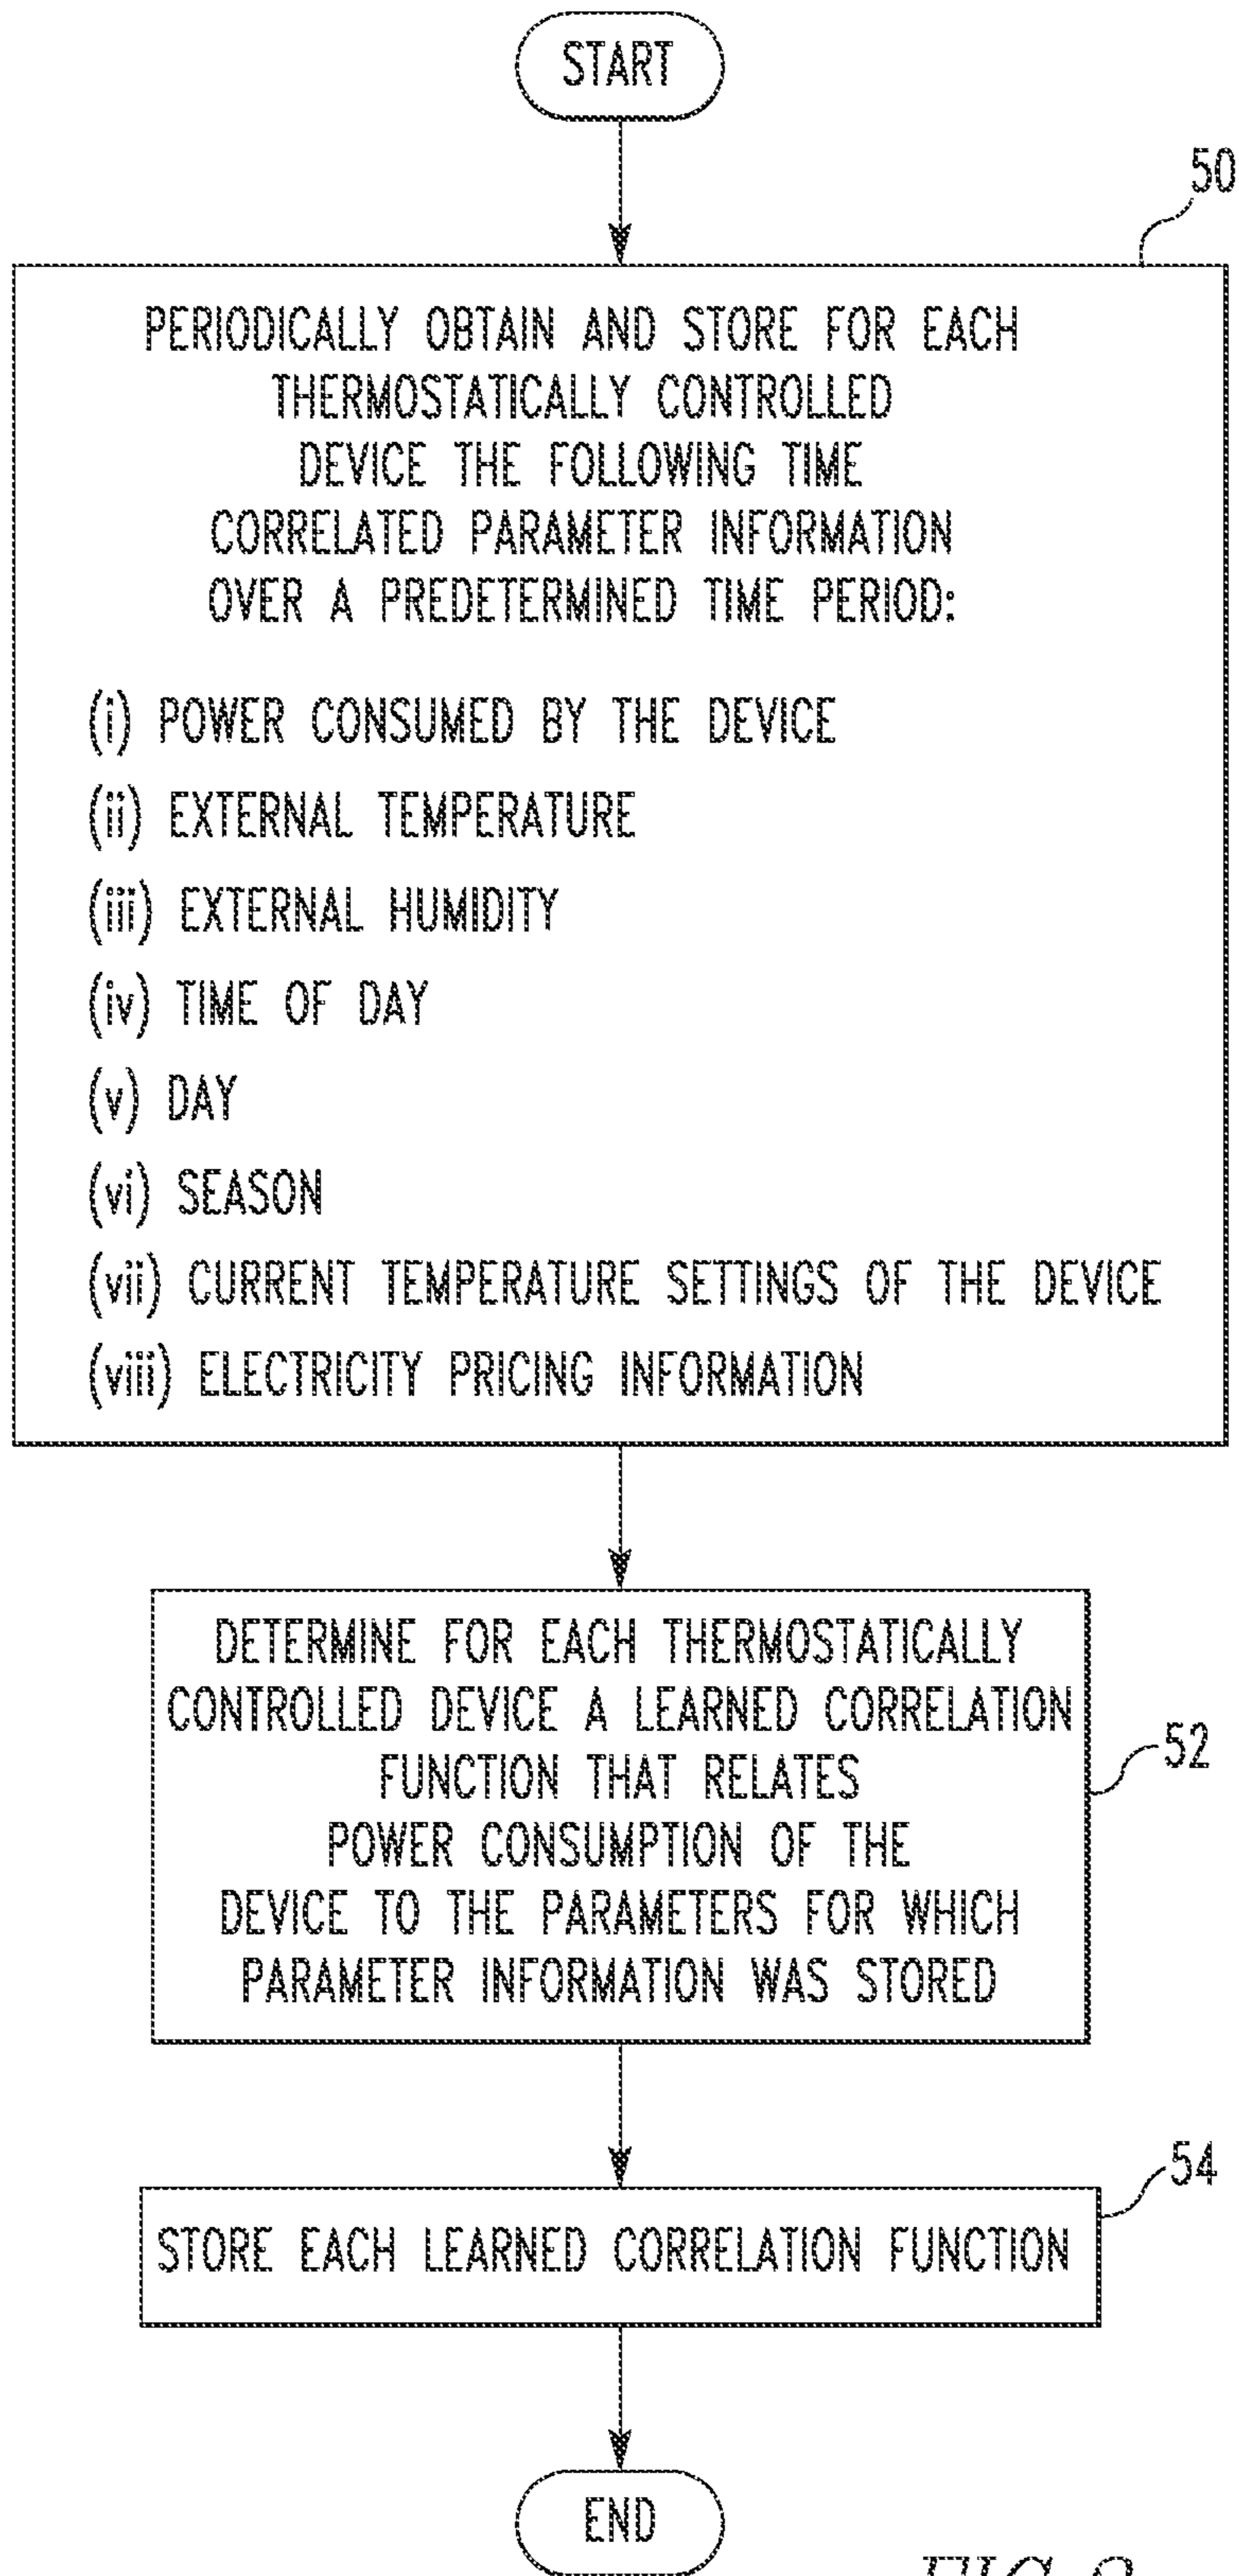 START
50
PERIODICALLY OBTAIN AND STORE FOR EACH
THERMOSTATICALLY CONTROLLED
DEVICE THE FOLLOWING TIME
CORRELATED PARAMETER INFORMATION
OVER A PREDETERMINED TIME PERIOD:
(i) POWER CONSUMED BY THE DEVICE
(ii) EXTERNAL TEMPERATURE
(iii) EXTERNAL HUMIDITY
(iv) TIME OF DAY
(v) DAY
(vi) SEASON
(vii) CURRENT TEMPERATURE SETTINGS OF THE DEVICE
(viii) ELECTRICITY PRICING INFORMATION
DETERMINE FOR EACH THERMOSTATICALLY
CONTROLLED DEVICE A LEARNED CORRELATION
FUNCTION THAT RELATES
POWER CONSUMPTION OF THE
DEVICE TO THE PARAMETERS FOR WHICH
PARAMETER INFORMATION WAS STORED
52
54
STORE EACH LEARNED CORRELATION FUNCTION
END